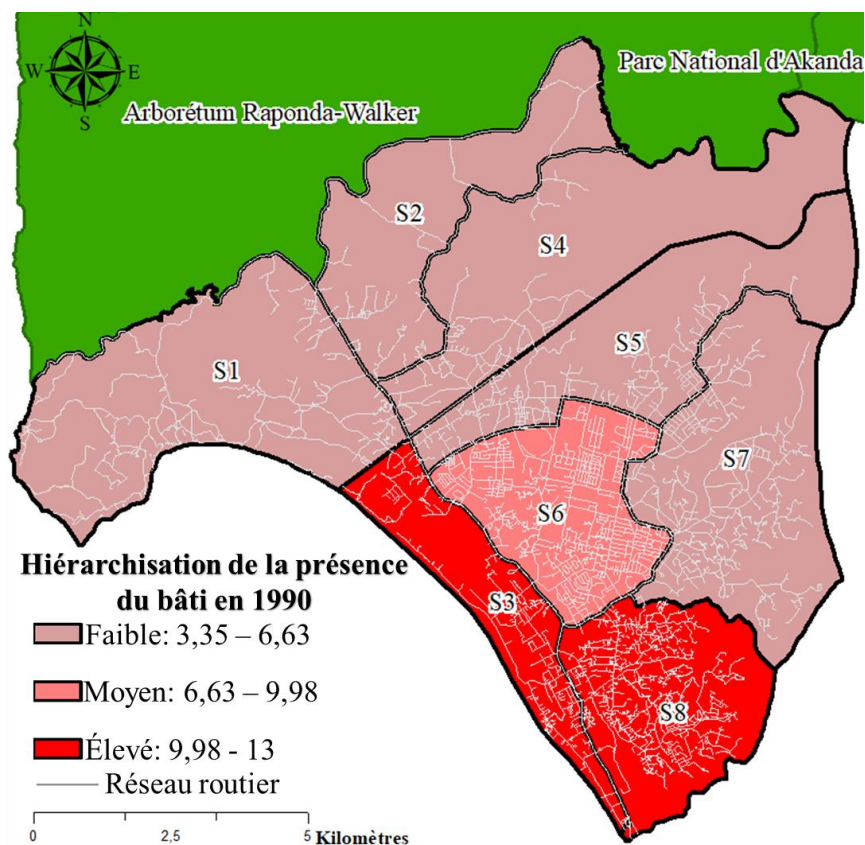 N
W
E
S
Parc National d'Akanda
Arborétum Raponda-Walker
S2
S4
S1
S5
S7
S6
S3
S8
Hiérarchisation de la présence
du bâti en 1990
Faible: 3,35 – 6,63
Moyen: 6,63 – 9,98
Élevé: 9,98 - 13
Réseau routier
0 2,5 5 Kilomètres